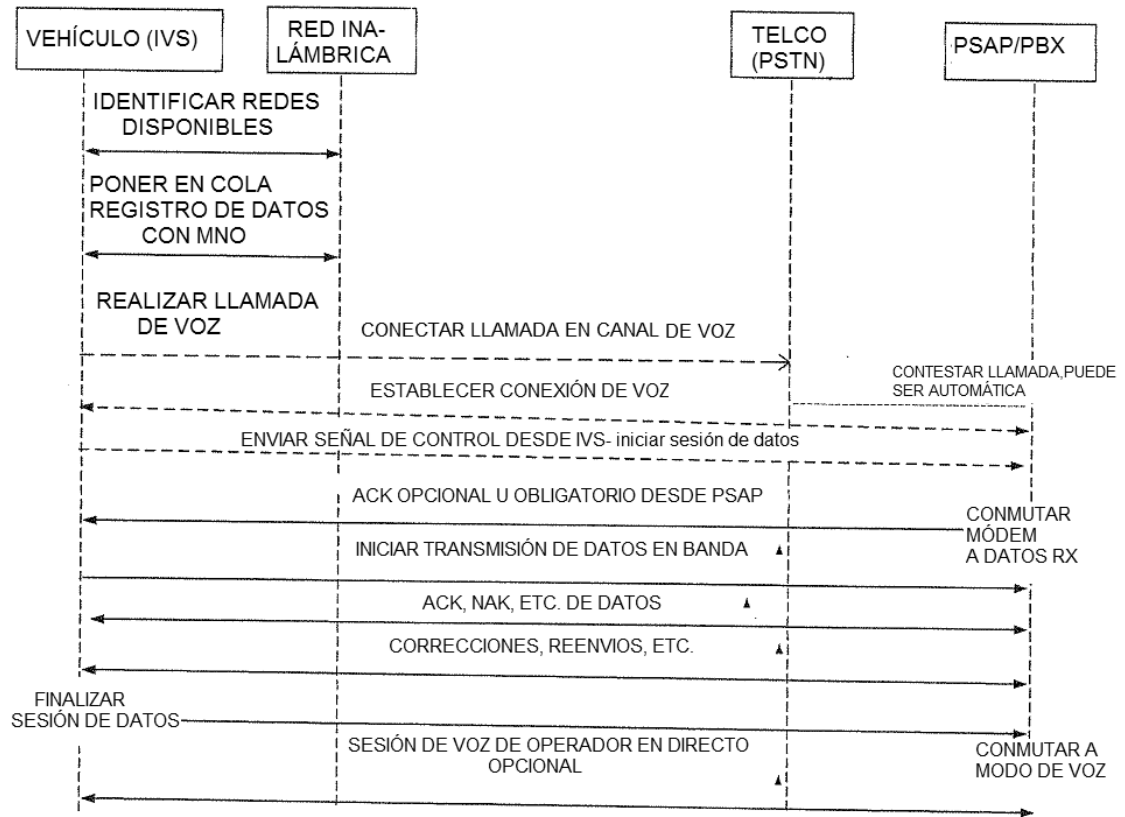 VEHÍCULO (IVS)
RED INA-
LÁMBRICA
TELCO
(PSTN)
PSAP/PBX
IDENTIFICAR REDES
DISPONIBLES
PONER EN COLA
REGISTRO DE DATOS
CON MNO
REALIZAR LLAMADA
DE VOZ
CONECTAR LLAMADA EN CANAL DE VOZ
CONTESTAR LLAMADA,PUEDE
SER AUTOMÁTICA
ESTABLECER CONEXIÓN DE VOZ
ENVIAR SEÑAL DE CONTROL DESDE IVS- iniciar sesión de datos
ACK OPCIONAL U OBLIGATORIO DESDE PSAP
CONMUTAR
MÓDEM
A DATOS RX
INICIAR TRANSMISIÓN DE DATOS EN BANDA
ACK, NAK, ETC. DE DATOS
CORRECCIONES, REENVIOS, ETC.
FINALIZAR
SESIÓN DE DATOS
SESIÓN DE VOZ DE OPERADOR EN DIRECTO
OPCIONAL
CONMUTAR A
MODO DE VOZ